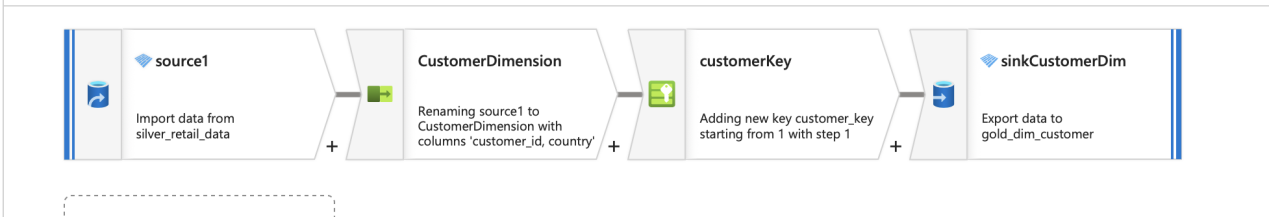 source1
Import data from
silver_retail_data
+
CustomerDimension
Renaming source1 to
CustomerDimension with
columns 'customer_id, country'
+
customerKey
Adding new key customer_key
starting from 1 with step 1
+
sinkCustomerDim
Export data to
gold_dim_customer